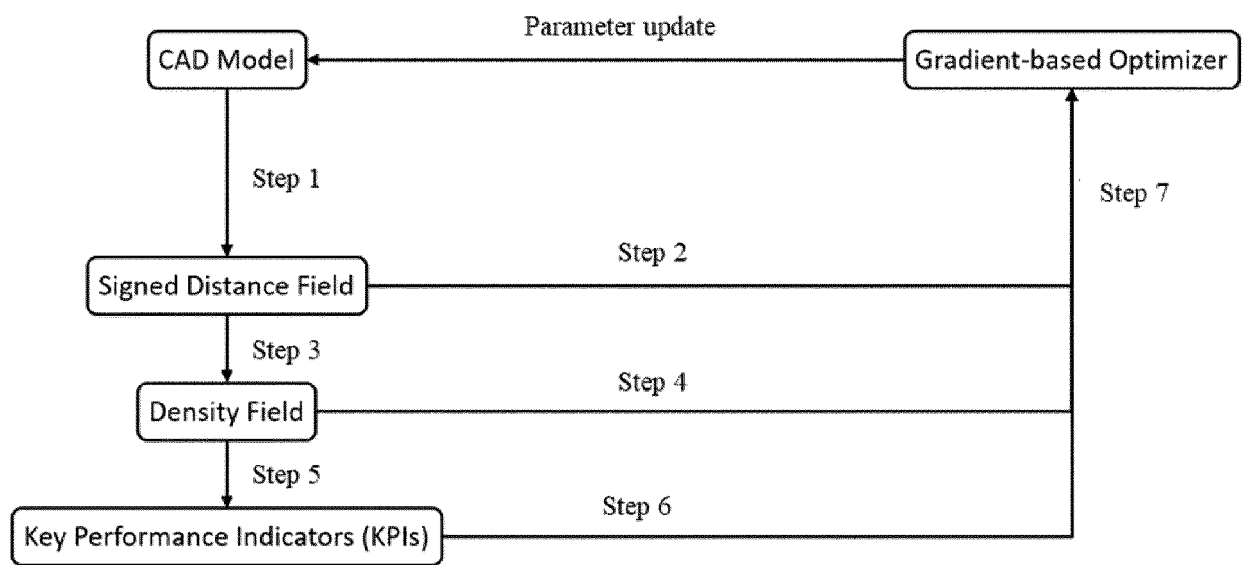 Parameter update
CAD Model
Gradient-based Optimizer
Step 1
Step 7
Step 2
Signed Distance Field
Step 3
Step 4
Density Field
Step 5
Step 6
Key Performance Indicators (KPIs)